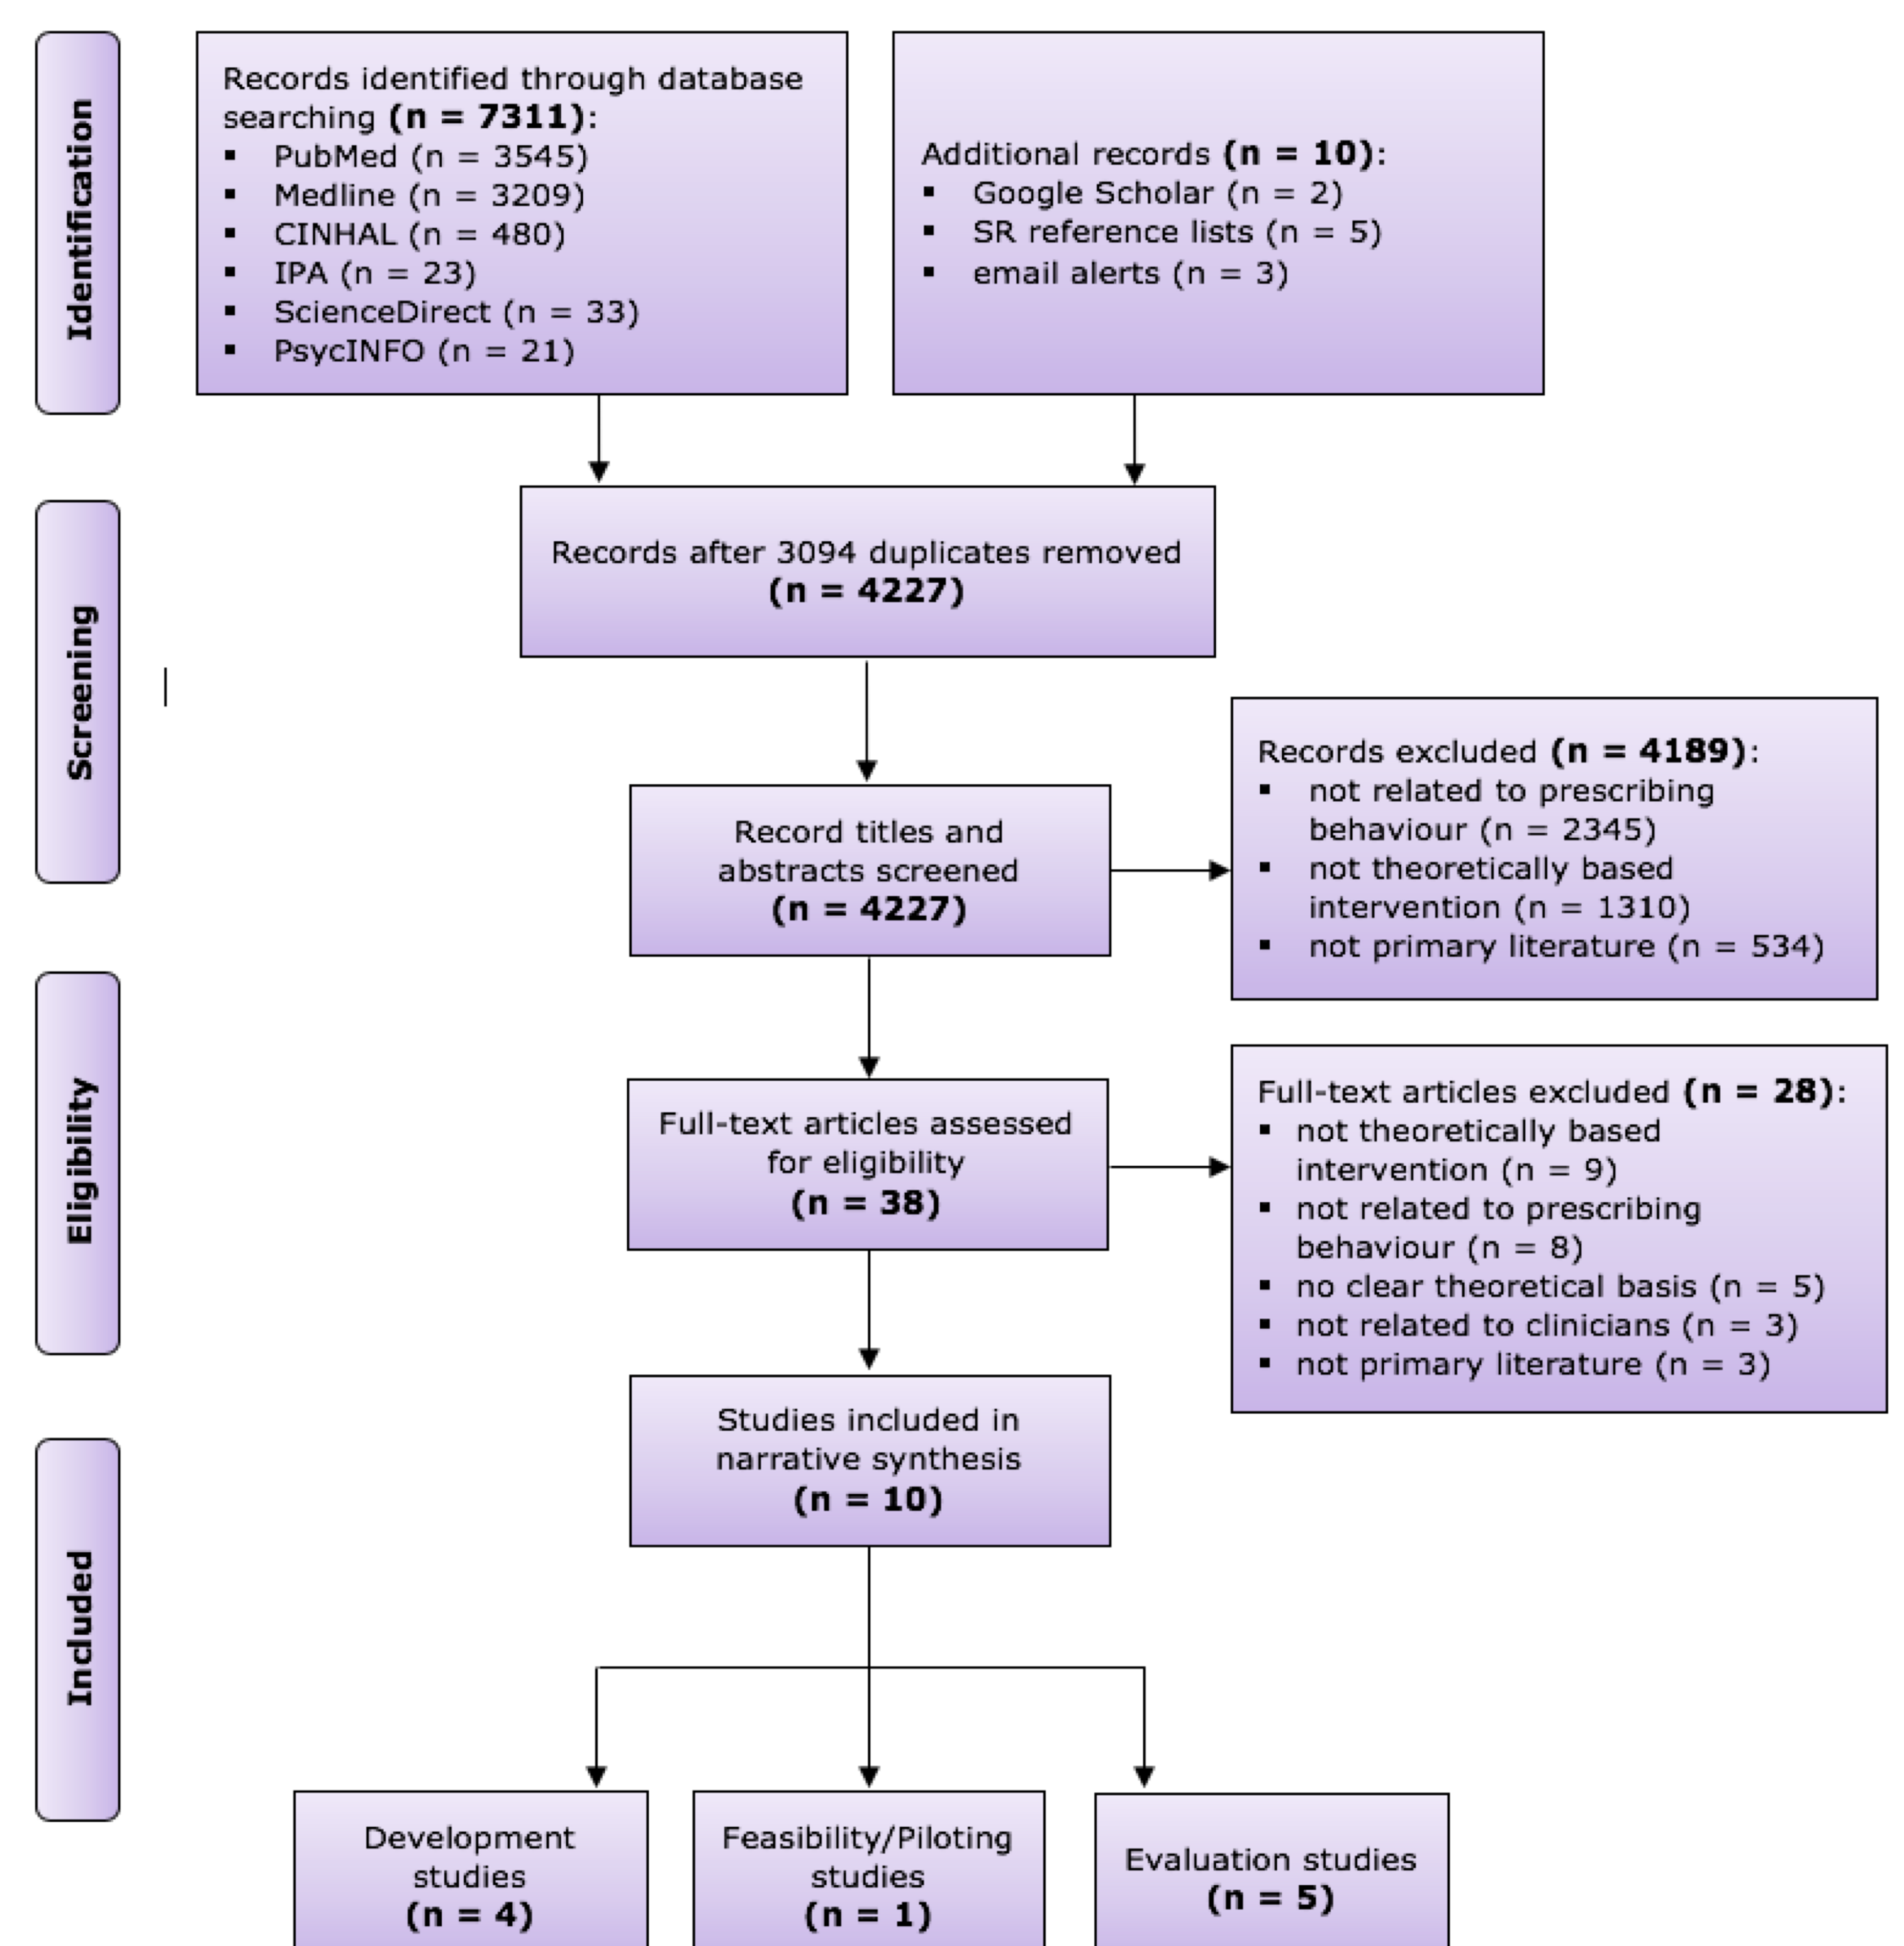 Identification
Records identified through database
searching (n = 7311):
▪ PubMed (n = 3545)
▪ Medline (n = 3209)
▪ CINHAL (n = 480)
▪ IPA (n = 23)
▪ ScienceDirect (n = 33)
▪ PsycINFO (n = 21)
Additional records (n = 10):
▪ Google Scholar (n = 2)
▪ SR reference lists (n = 5)
▪ email alerts (n = 3)
Screening
Records after 3094 duplicates removed
(n = 4227)
Record titles and
abstracts screened
(n = 4227)
Records excluded (n = 4189):
▪ not related to prescribing
behaviour (n = 2345)
▪ not theoretically based
intervention (n = 1310)
▪ not primary literature (n = 534)
Eligibility
Full-text articles assessed
for eligibility
(n = 38)
Full-text articles excluded (n = 28):
▪ not theoretically based
intervention (n = 9)
▪ not related to prescribing
behaviour (n = 8)
▪ no clear theoretical basis (n = 5)
▪ not related to clinicians (n = 3)
▪ not primary literature (n = 3)
Included
Studies included in
narrative synthesis
(n = 10)
Development
studies
(n = 4)
Feasibility/Piloting
studies
(n = 1)
Evaluation studies
(n = 5)